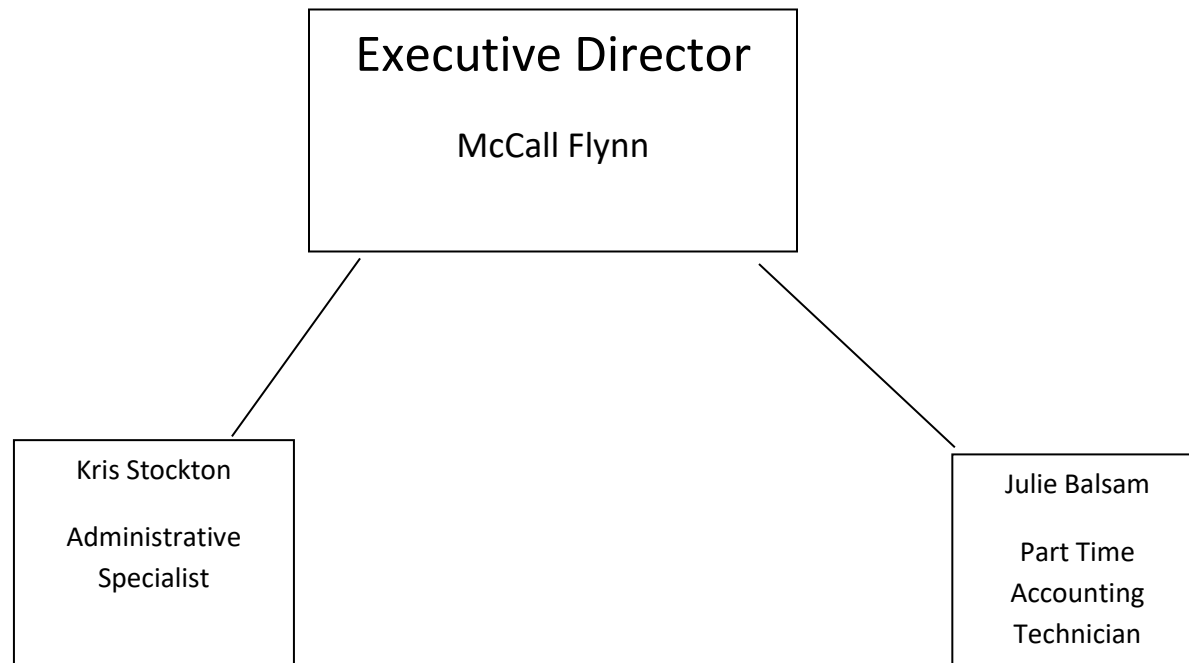 Executive Director
McCall Flynn
Kris Stockton
Administrative
Specialist
Julie Balsam
Part Time
Accounting
Technician